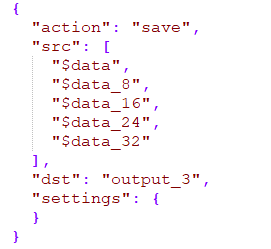 {
"action": "save",
"src": [
"$data",
"$data_8",
"$data_16",
"$data_24",
"$data_32"
],
"dst": "output_3",
"settings": {
}
}